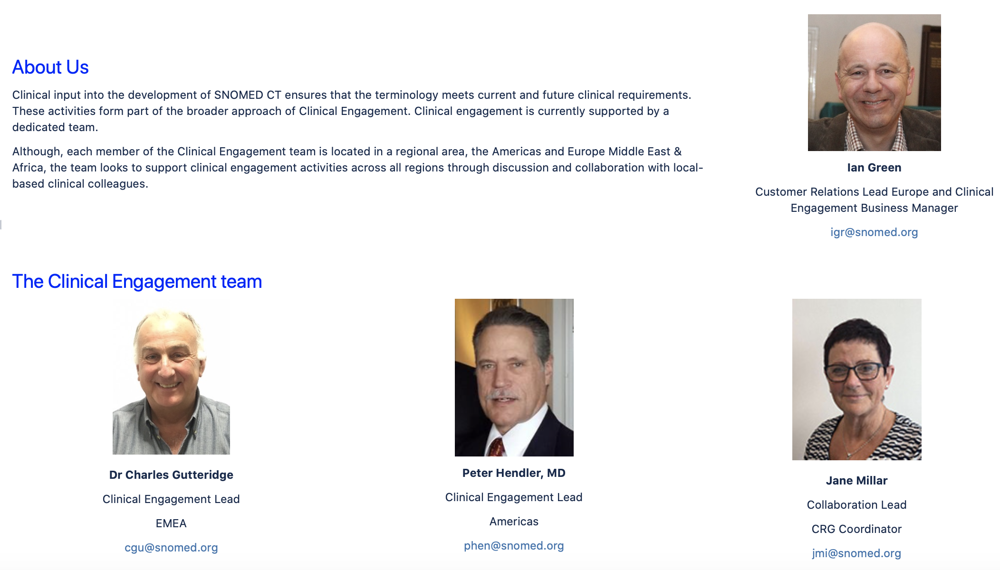 About Us
Clinical input into the development of SNOMED CT ensures that the terminology meets current and future clinical requirements.
These activities form part of the broader approach of Clinical Engagement. Clinical engagement is currently supported by a
dedicated team.
Although, each member of the Clinical Engagement team is located in a regional area, the Americas and Europe Middle East &
Africa, the team looks to support clinical engagement activities across all regions through discussion and collaboration with local-
based clinical colleagues.
Ian Green
Customer Relations Lead Europe and Clinical
Engagement Business Manager
igr@snomed.org
The Clinical Engagement team
Dr Charles Gutteridge
Clinical Engagement Lead
EMEA
cgu@snomed.org
Peter Hendler, MD
Clinical Engagement Lead
Americas
phen@snomed.org
Jane Millar
Collaboration Lead
CRG Coordinator
jmi@snomed.org